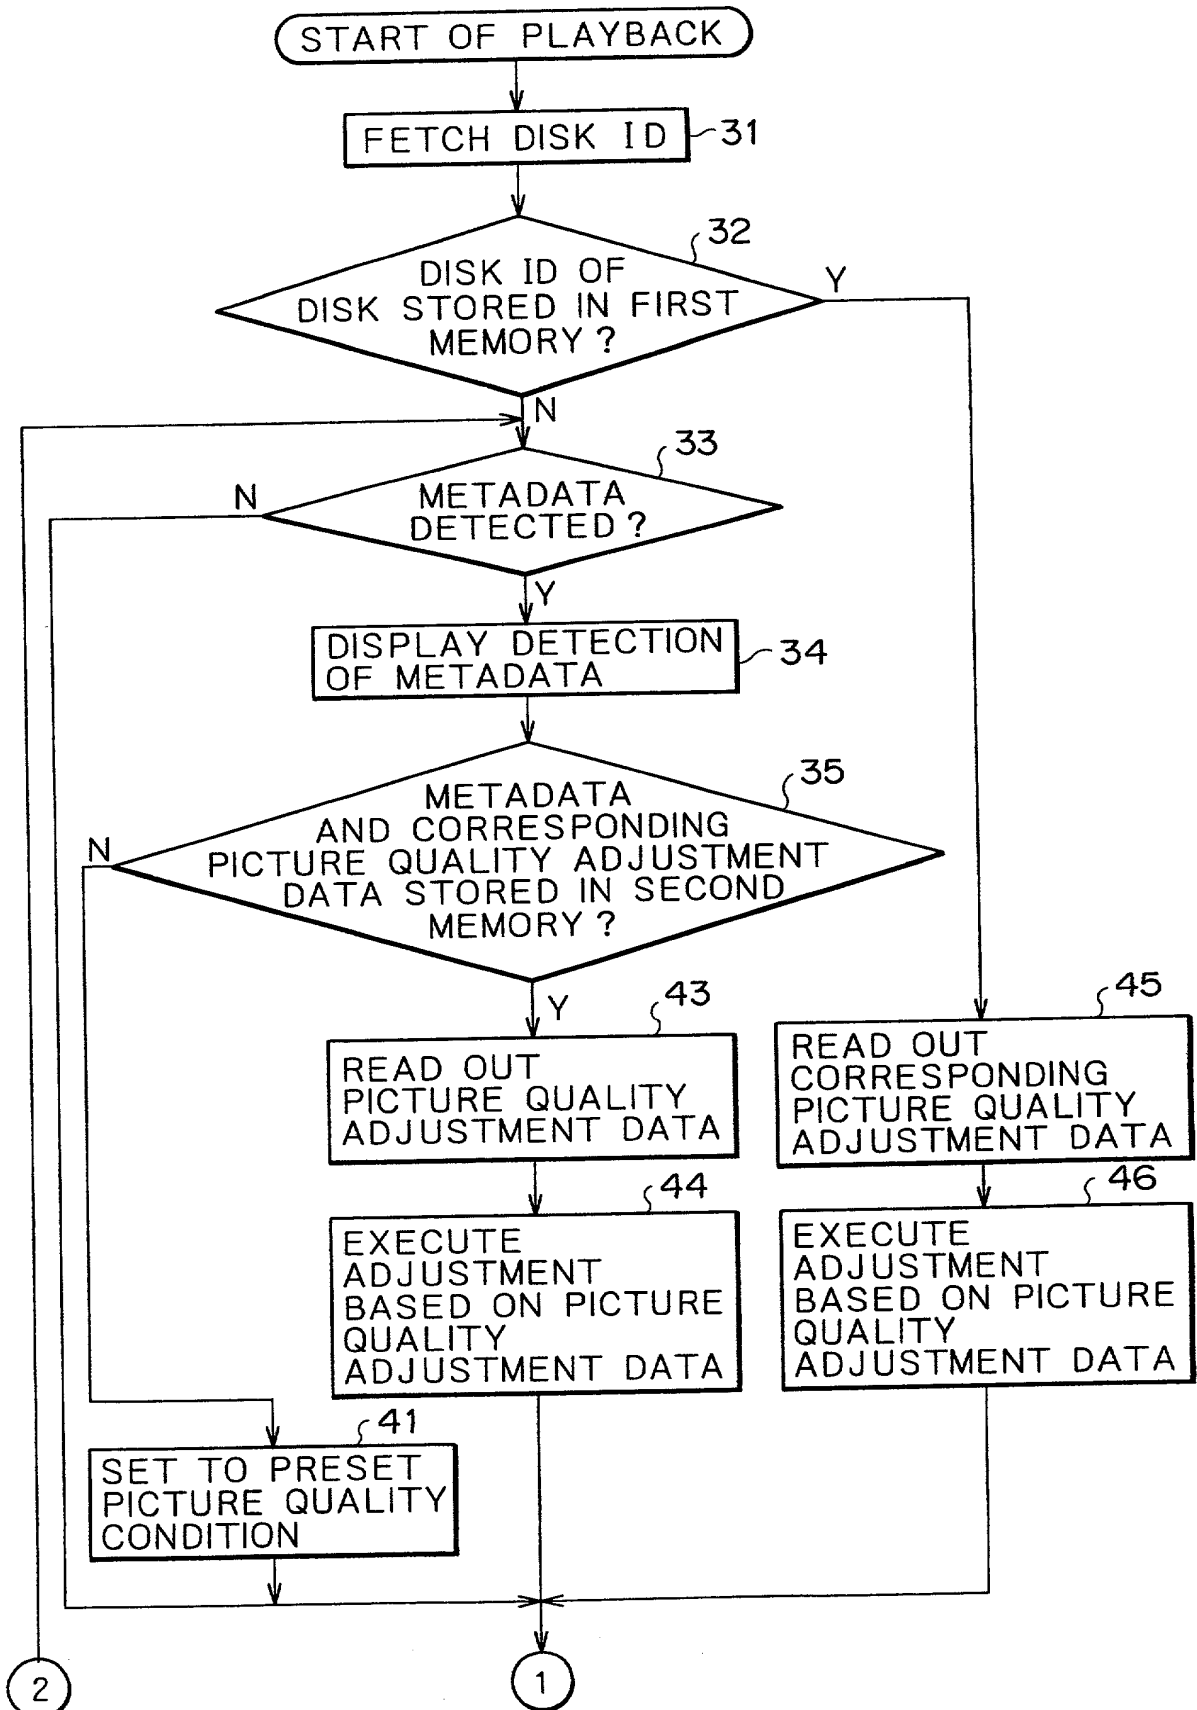 START OF PLAYBACK
FETCH DISK ID
31
32
DISK ID OF
DISK STORED IN FIRST
MEMORY?
Y
N
33
N
METADATA
DETECTED?
Y
DISPLAY DETECTION
OF METADATA
34
35
METADATA
AND CORRESPONDING
PICTURE QUALITY ADJUSTMENT
DATA STORED IN SECOND
MEMORY?
N
Y
43
READ OUT
PICTURE QUALITY
ADJUSTMENT DATA
45
READ OUT
CORRESPONDING
PICTURE QUALITY
ADJUSTMENT DATA
44
EXECUTE
ADJUSTMENT
BASED ON PICTURE
QUALITY
ADJUSTMENT DATA
46
EXECUTE
ADJUSTMENT
BASED ON PICTURE
QUALITY
ADJUSTMENT DATA
41
SET TO PRESET
PICTURE QUALITY
CONDITION
2
1